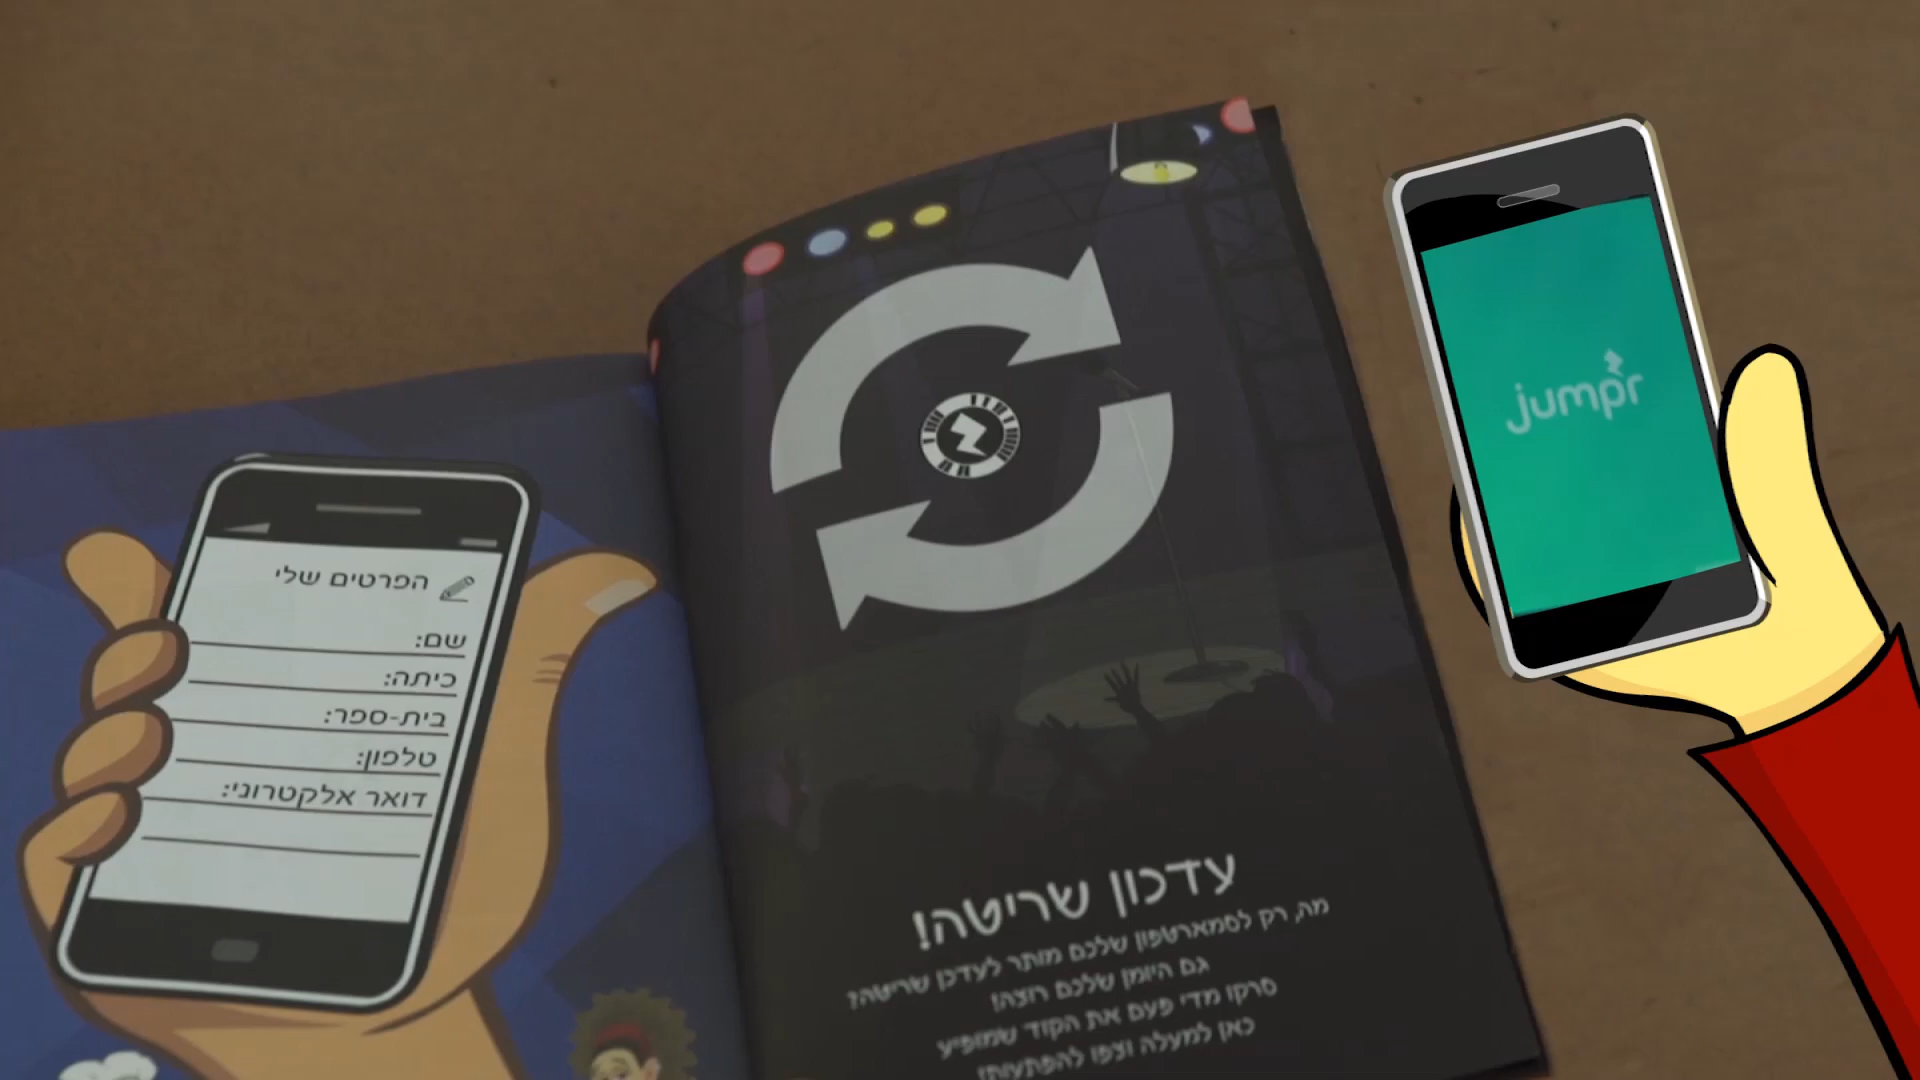 הפרטים שלי
שם:
כיתה:
בית-ספר:
טלפון:
דואר אלקטרוני:
עדכון שריטה!
מה, רק לסמארטפון שלכם מותר לעדכן שריטה?
גם היומן שלכם רוצה!
סרקו מדי פעם את הקוד שמופיע
כאן למעלה וצפו להפתעות!
jumpr